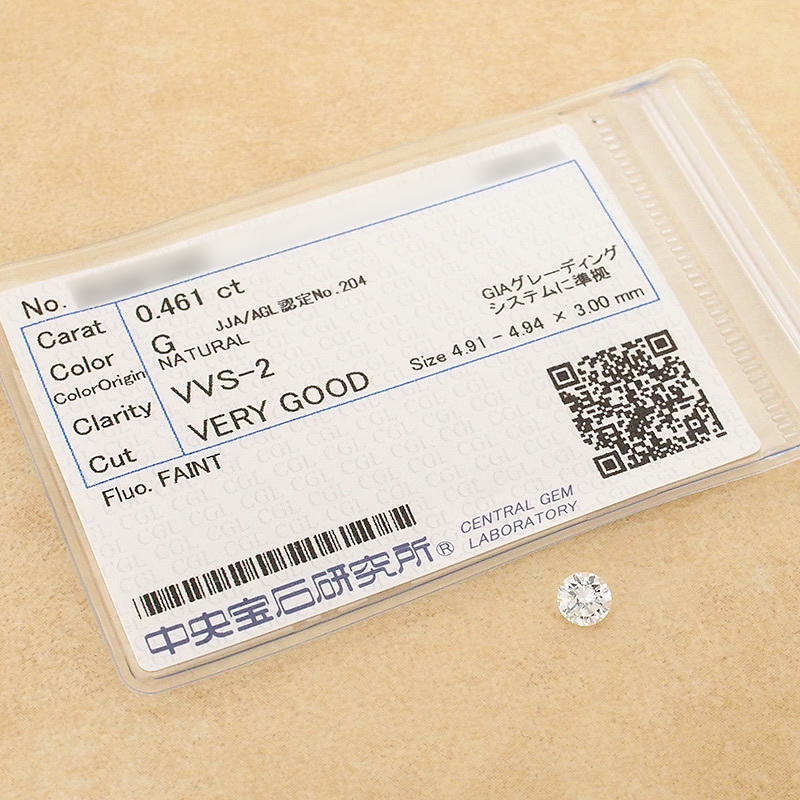 No.
Carat 0.461 ct
Color G JJA/AGL認定No.204
ColorOrigin NATURAL
Clarity VVS-2
Cut VERY GOOD
GIAグレーディング
システムに準拠
Size 4.91 - 4.94 × 3.00 mm
Fluo. FAINT
中央宝石研究所® CENTRAL GEM
LABORATORY